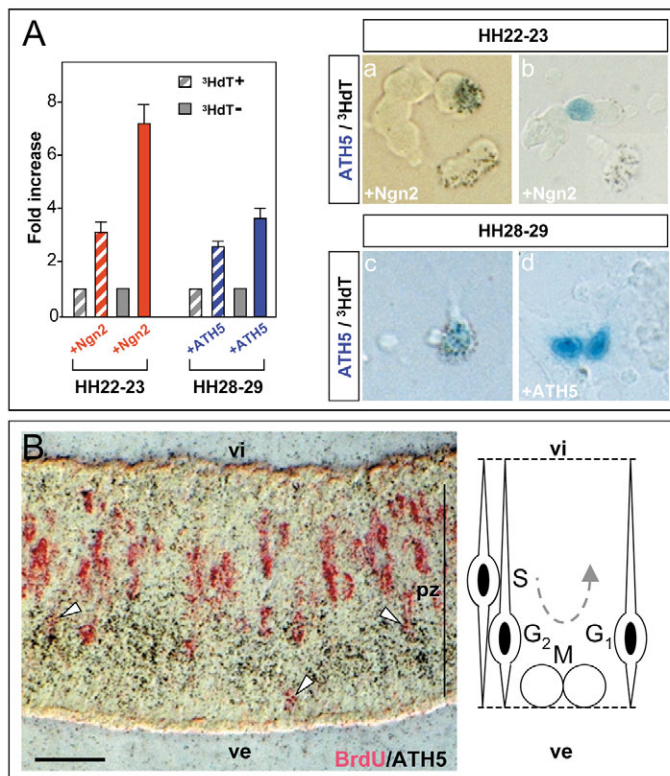 A
HH22-23
³HdT+
³HdT-
Fold increase
8
6
4
2
0
+Ngn2
+Ngn2
+ATH5
+ATH5
HH22-23
HH28-29
ATH5 / ³HdT
a
+Ngn2
b
+Ngn2
HH28-29
ATH5 / ³HdT
c
d
+ATH5
B
vi
pz
ve
BrdU/ATH5
vi
S
G₂
M
G₁
ve